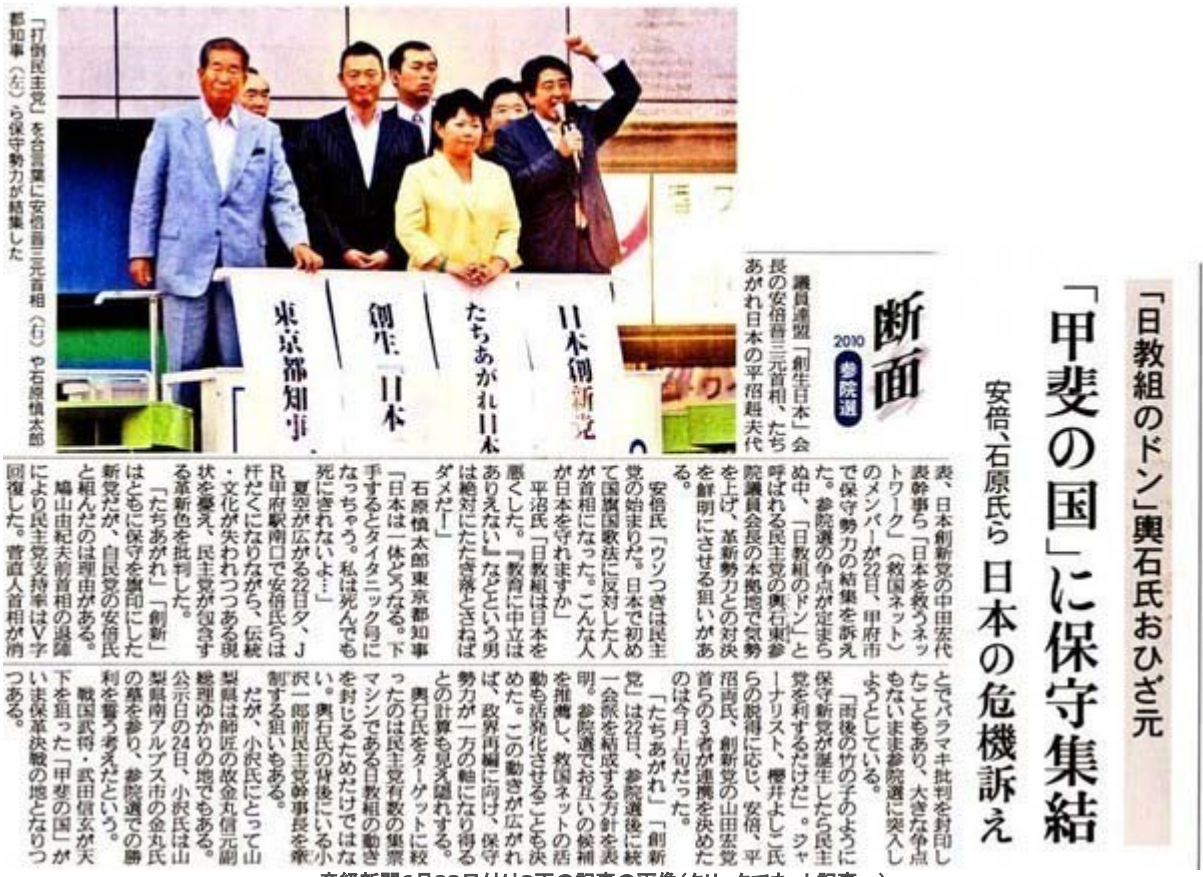 「日教組のドン」輿石氏おひざ元
「甲斐の国」に保守集結
安倍、石原氏ら 日本の危機訴え
断面
2010
参院選
議員連盟「創生日本」会
長の安倍晋三元首相、たち
あがれ日本の平沼赳夫代
表、日本創新党の中田宏代
表幹事ら「日本を救うネッ
トワーク」(救国ネット)
のメンバーが22日、甲府市
で保守勢力の結集を訴え
た。参院選の争点が定まら
ぬ中、「日教組のドン」と
呼ばれる民主党の輿石東参
院議員会長の本拠地で気勢
を上げ、革新勢力との対決
を鮮明にさせる狙いがあ
る。
安倍氏「ウソつきは民主
党の始まりだ。日本で初め
て国旗国歌法に反対した人
が首相になった。こんな人
が日本を守れますか」
平沼氏「日教組は日本を
悪くした。『教育に中立は
ありえない』などという男
は絶対にたたき落とさねば
ダメだ!」
石原慎太郎東京都知事
「日本は一体どうなる。下
手するとタイタニック号に
なっちゃう。私は死んでも
死にきれないよ…」
夏空が広がる22日夕、J
R甲府駅南口で安倍氏らは
汗だくになりながら、伝統
・文化が失われつつある現
状を憂え、民主党が包含す
る革新色を批判した。
「たちあがれ」「創新」
はともに保守を旗印にした
新党だが、自民党の安倍氏
と組んだのは理由がある。
鳩山由紀夫前首相の退陣
により民主党支持率はV字
回復した。菅直人首相が消
とでバラマキ批判を封印し
たこともあり、大きな争点
もないまま参院選に突入し
ようとしている。
「雨後の竹の子のように
保守新党が誕生したら民主
党を利するだけだ」。ジャ
ーナリスト、櫻井よしこ氏
らの説得に応じ、安倍、平
沼両氏、創新党の山田宏党
首らの3者が連携を決めた
のは今月上旬だった。
「たちあがれ」「創新
党」は22日、参院選後に統
一会派を結成する方針を表
明。参院選でお互いの候補
を推薦し、救国ネットの活
動も活発化させることも決
めた。この動きが広がれ
ば、政界再編に向け、保守
勢力が一方の軸になり得る
との計算も見え隠れする。
輿石氏をターゲットに絞
ったのは民主党有数の集票
マシンである日教組の動き
を封じるためだけではな
い。輿石氏の背後にいる小
沢一郎前民主党幹事長を牽
制する狙いもある。
だが、小沢氏にとって山
梨県は師匠の故金丸信元副
総理ゆかりの地でもある。
公示日の24日、小沢氏は山
梨県南アルプス市の金丸氏
の墓を参り、参院選での勝
利を誓う考えだという。
戦国武将・武田信玄が天
下を狙った「甲斐の国」が
いま保革決戦の地となりつ
つある。
「打倒民主党」を合言葉に安倍晋三元首相(右)や石原慎太郎
都知事(左)ら保守勢力が結集した
東京都知事
創生「日本
たちあがれ日本
日本創新党